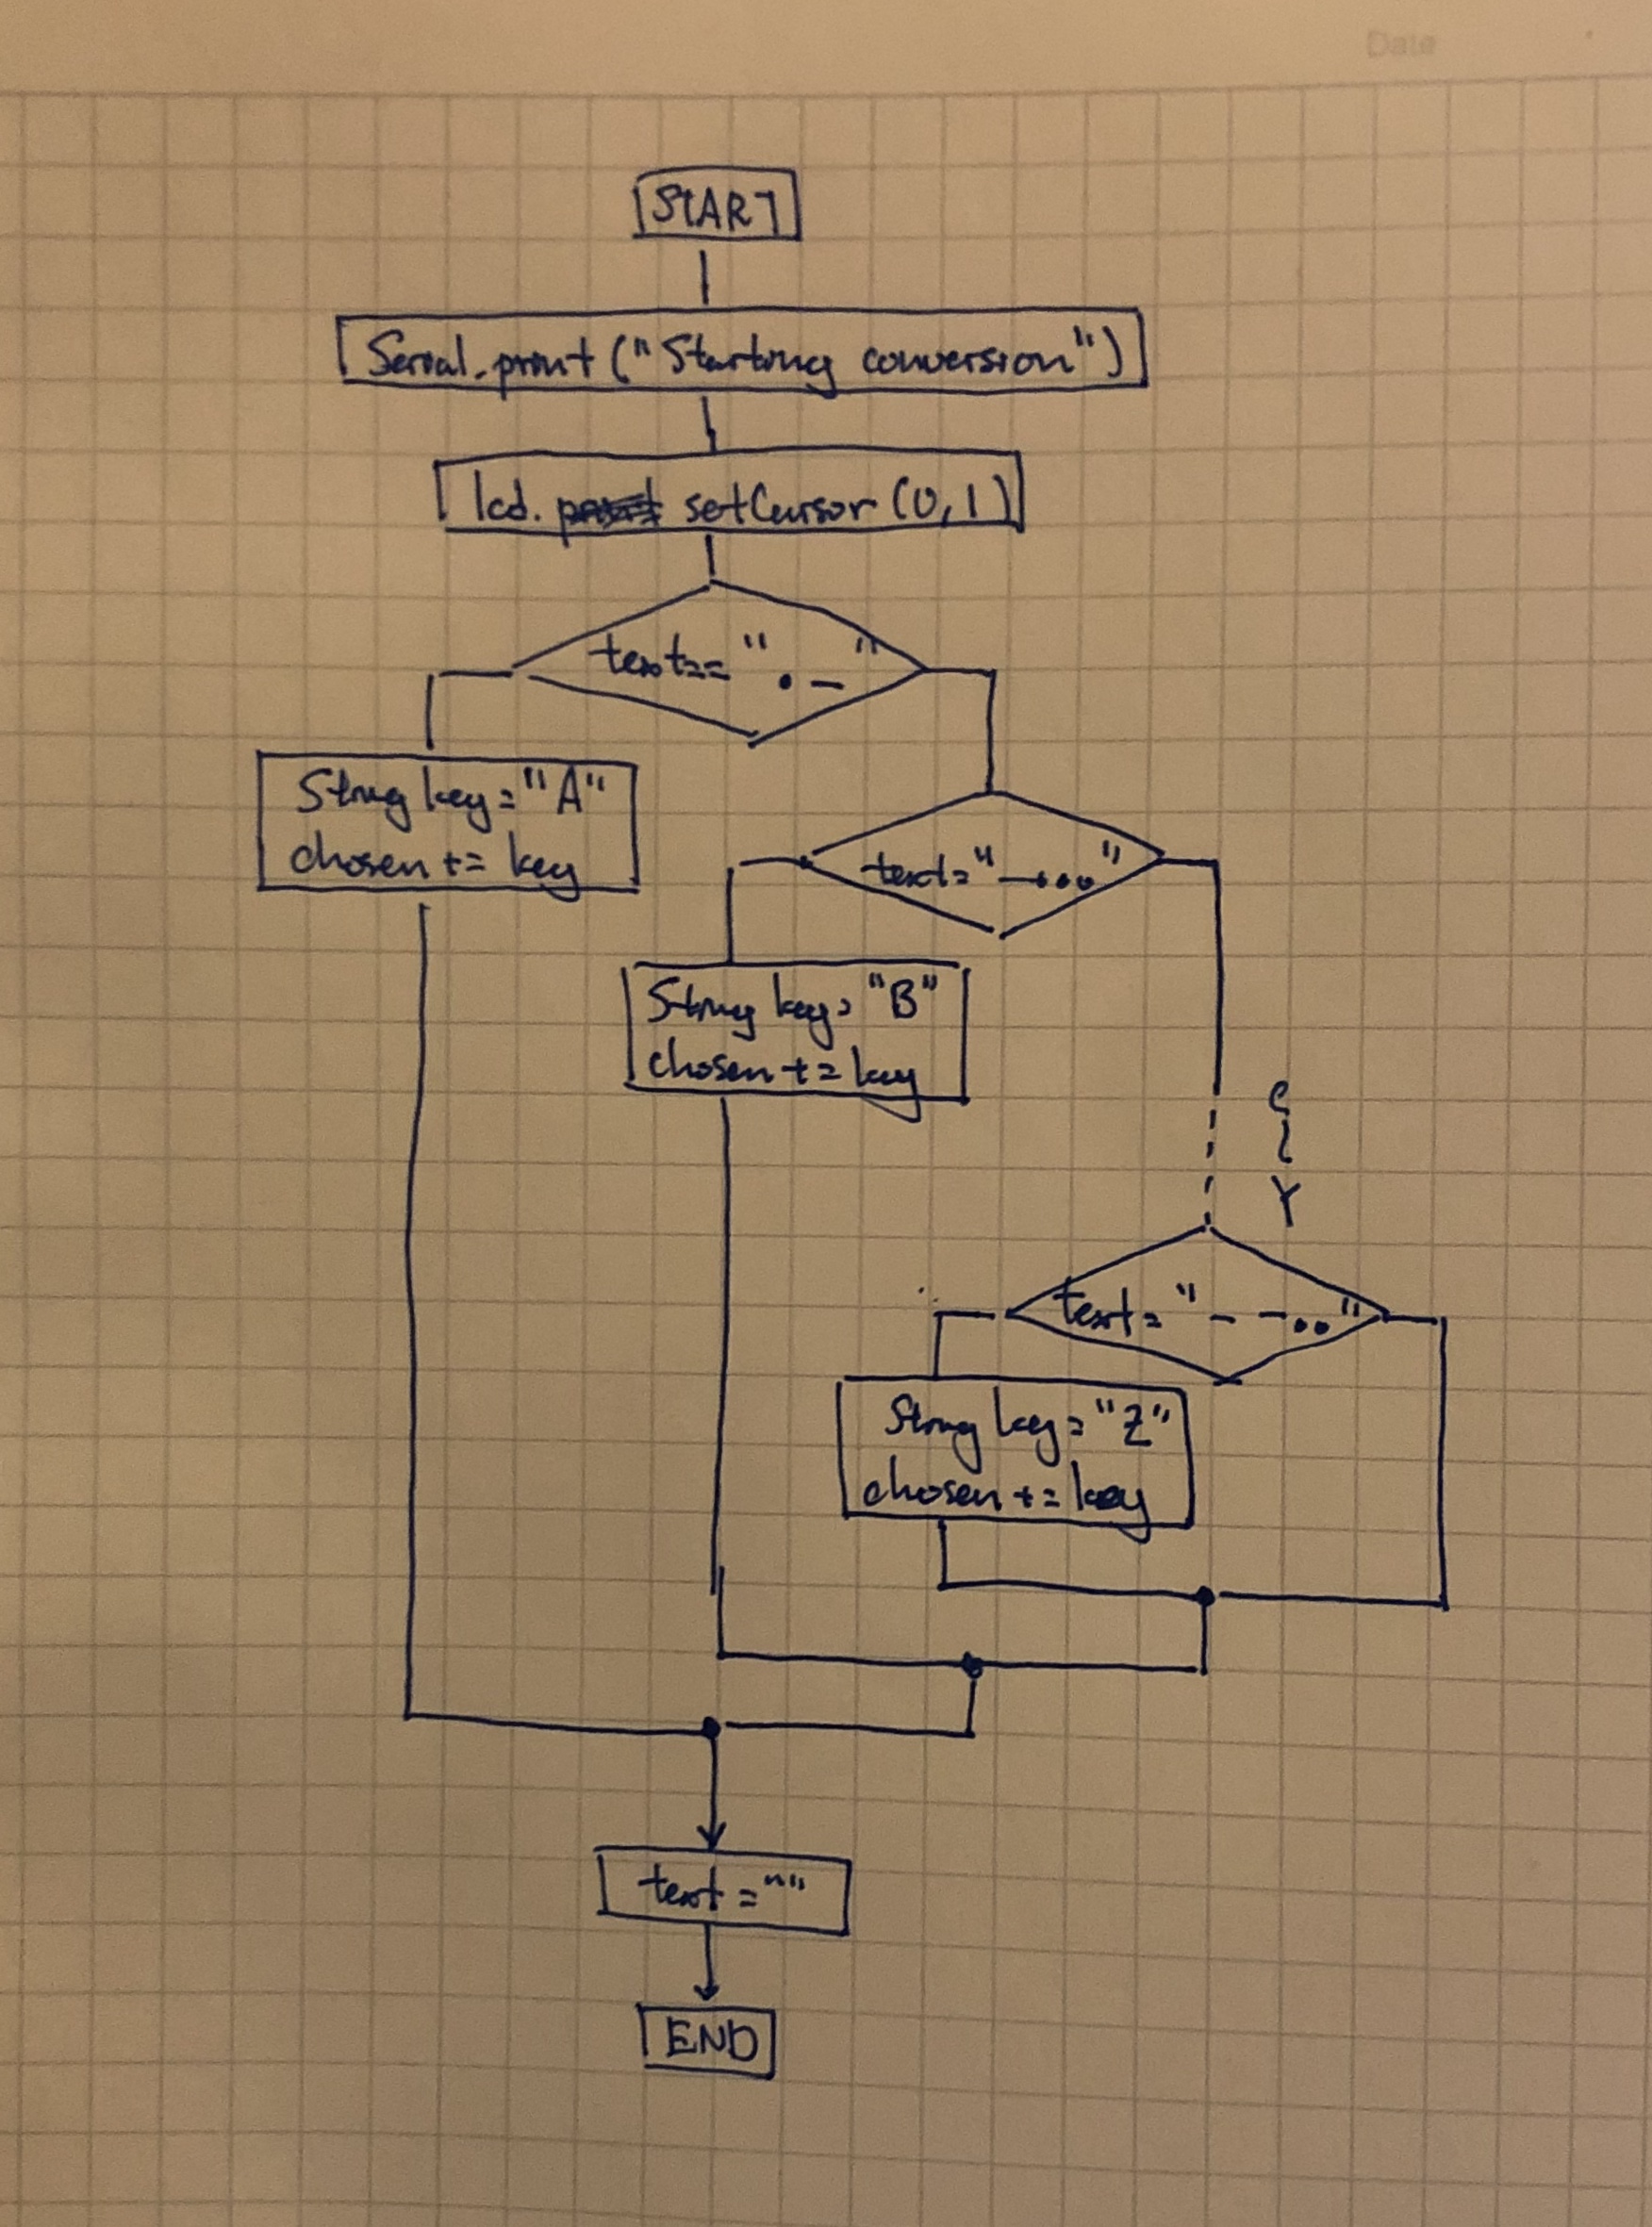 Date
START
Serial.print ("Starting conversion")
lcd. setCursor (0,1)
text== ". _"
String key = "A"
chosen += key
text= "-..."
String key = "B"
chosen += key
C
~
Y
text= "- -.."
String key = "Z"
chosen += key
text = ""
END